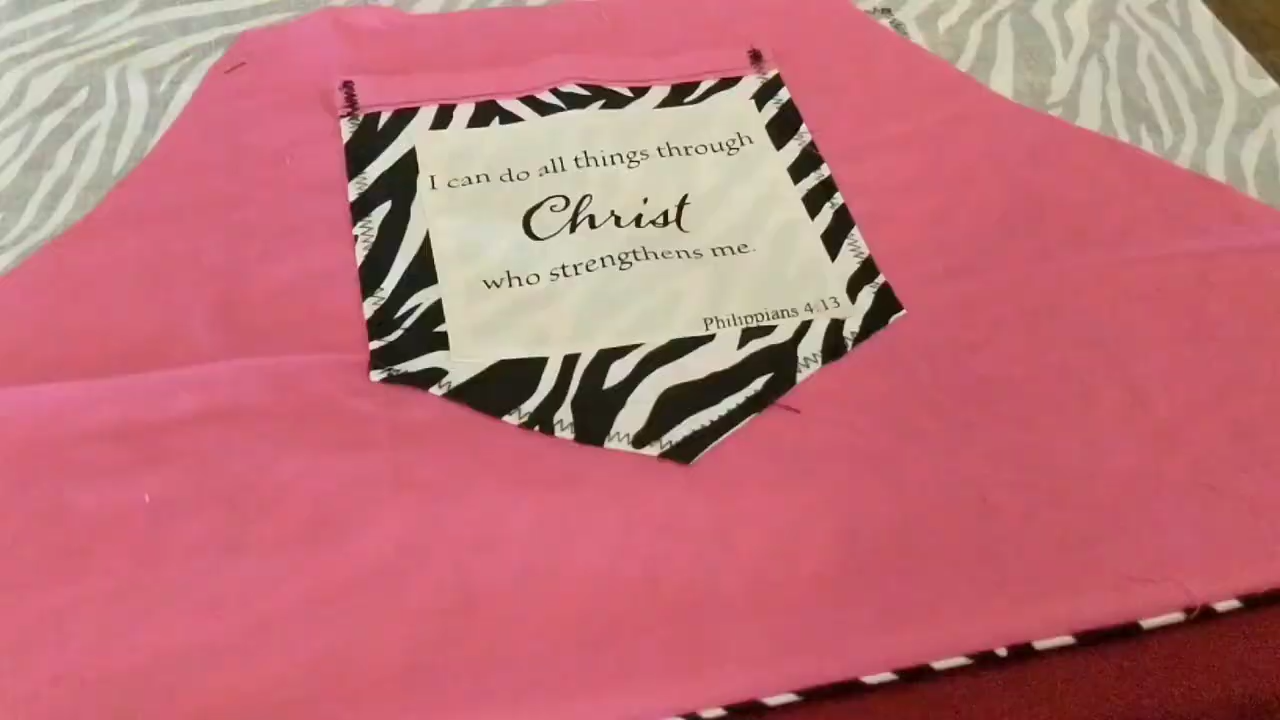 I can do all things through
Christ
who strengthens me.
Philippians 4:13